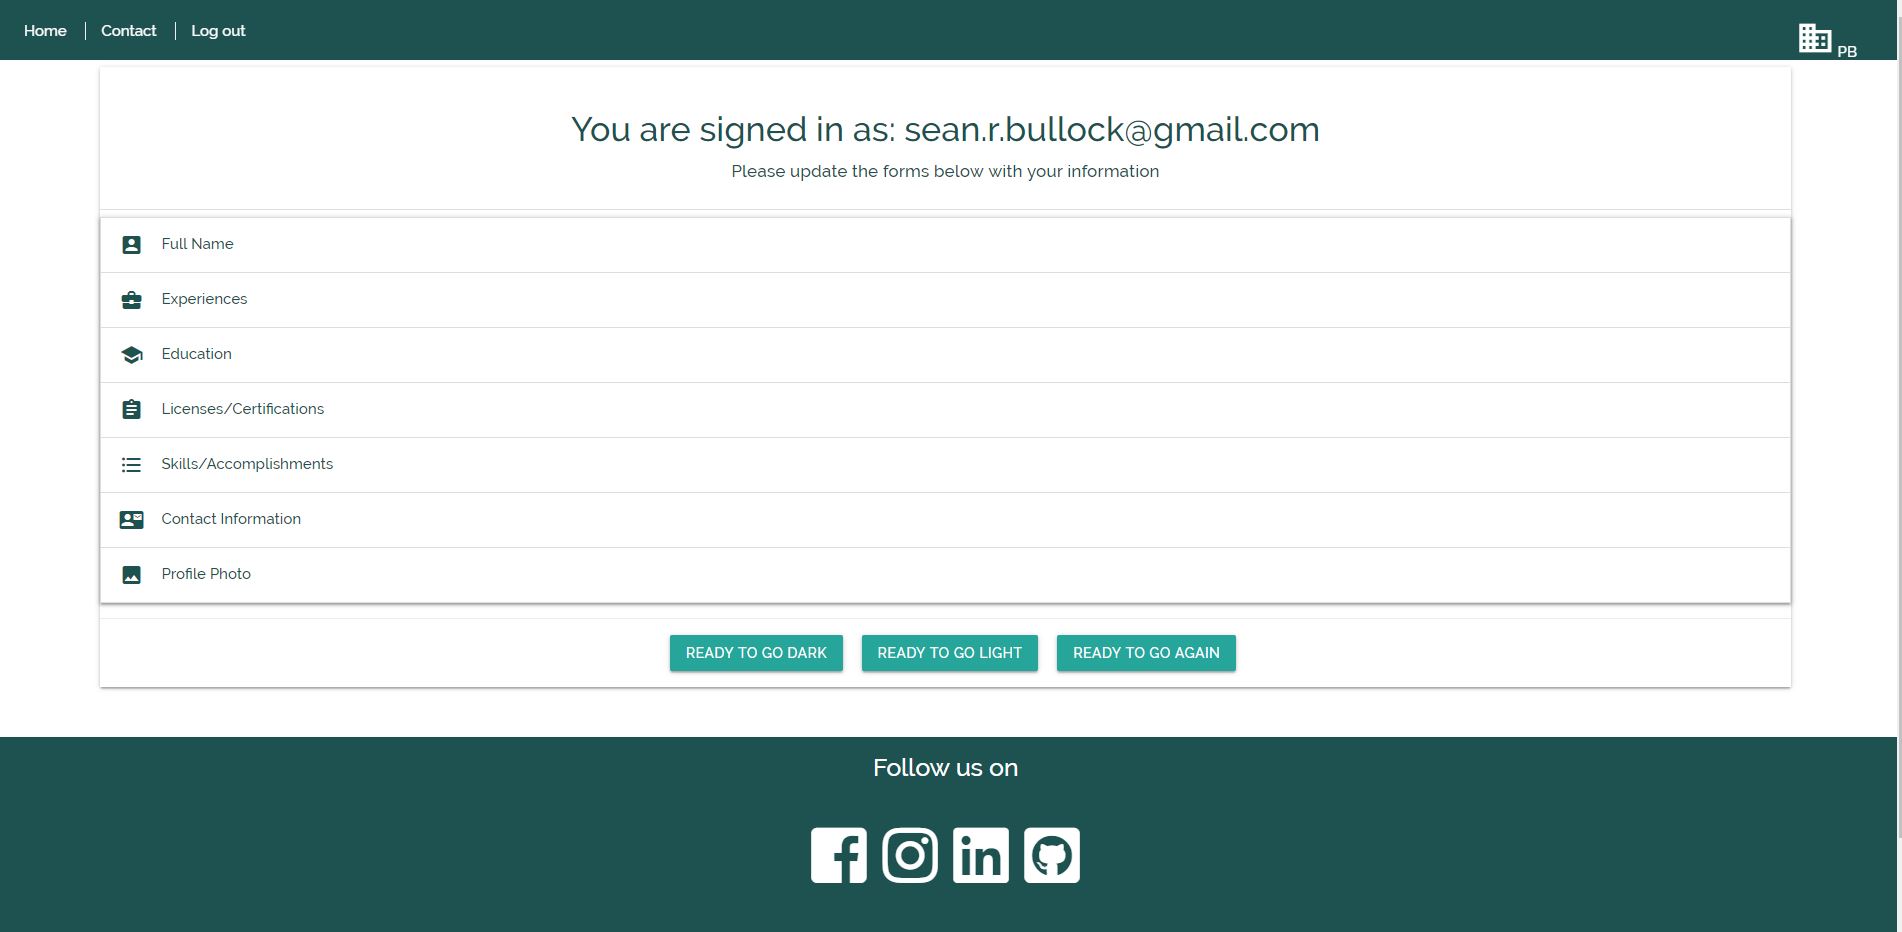 Home Contact Log out
PB
You are signed in as: sean.r.bullock@gmail.com
Please update the forms below with your information
Full Name
Experiences
Education
Licenses/Certifications
Skills/Accomplishments
Contact Information
Profile Photo
READY TO GO DARK READY TO GO LIGHT READY TO GO AGAIN
Follow us on